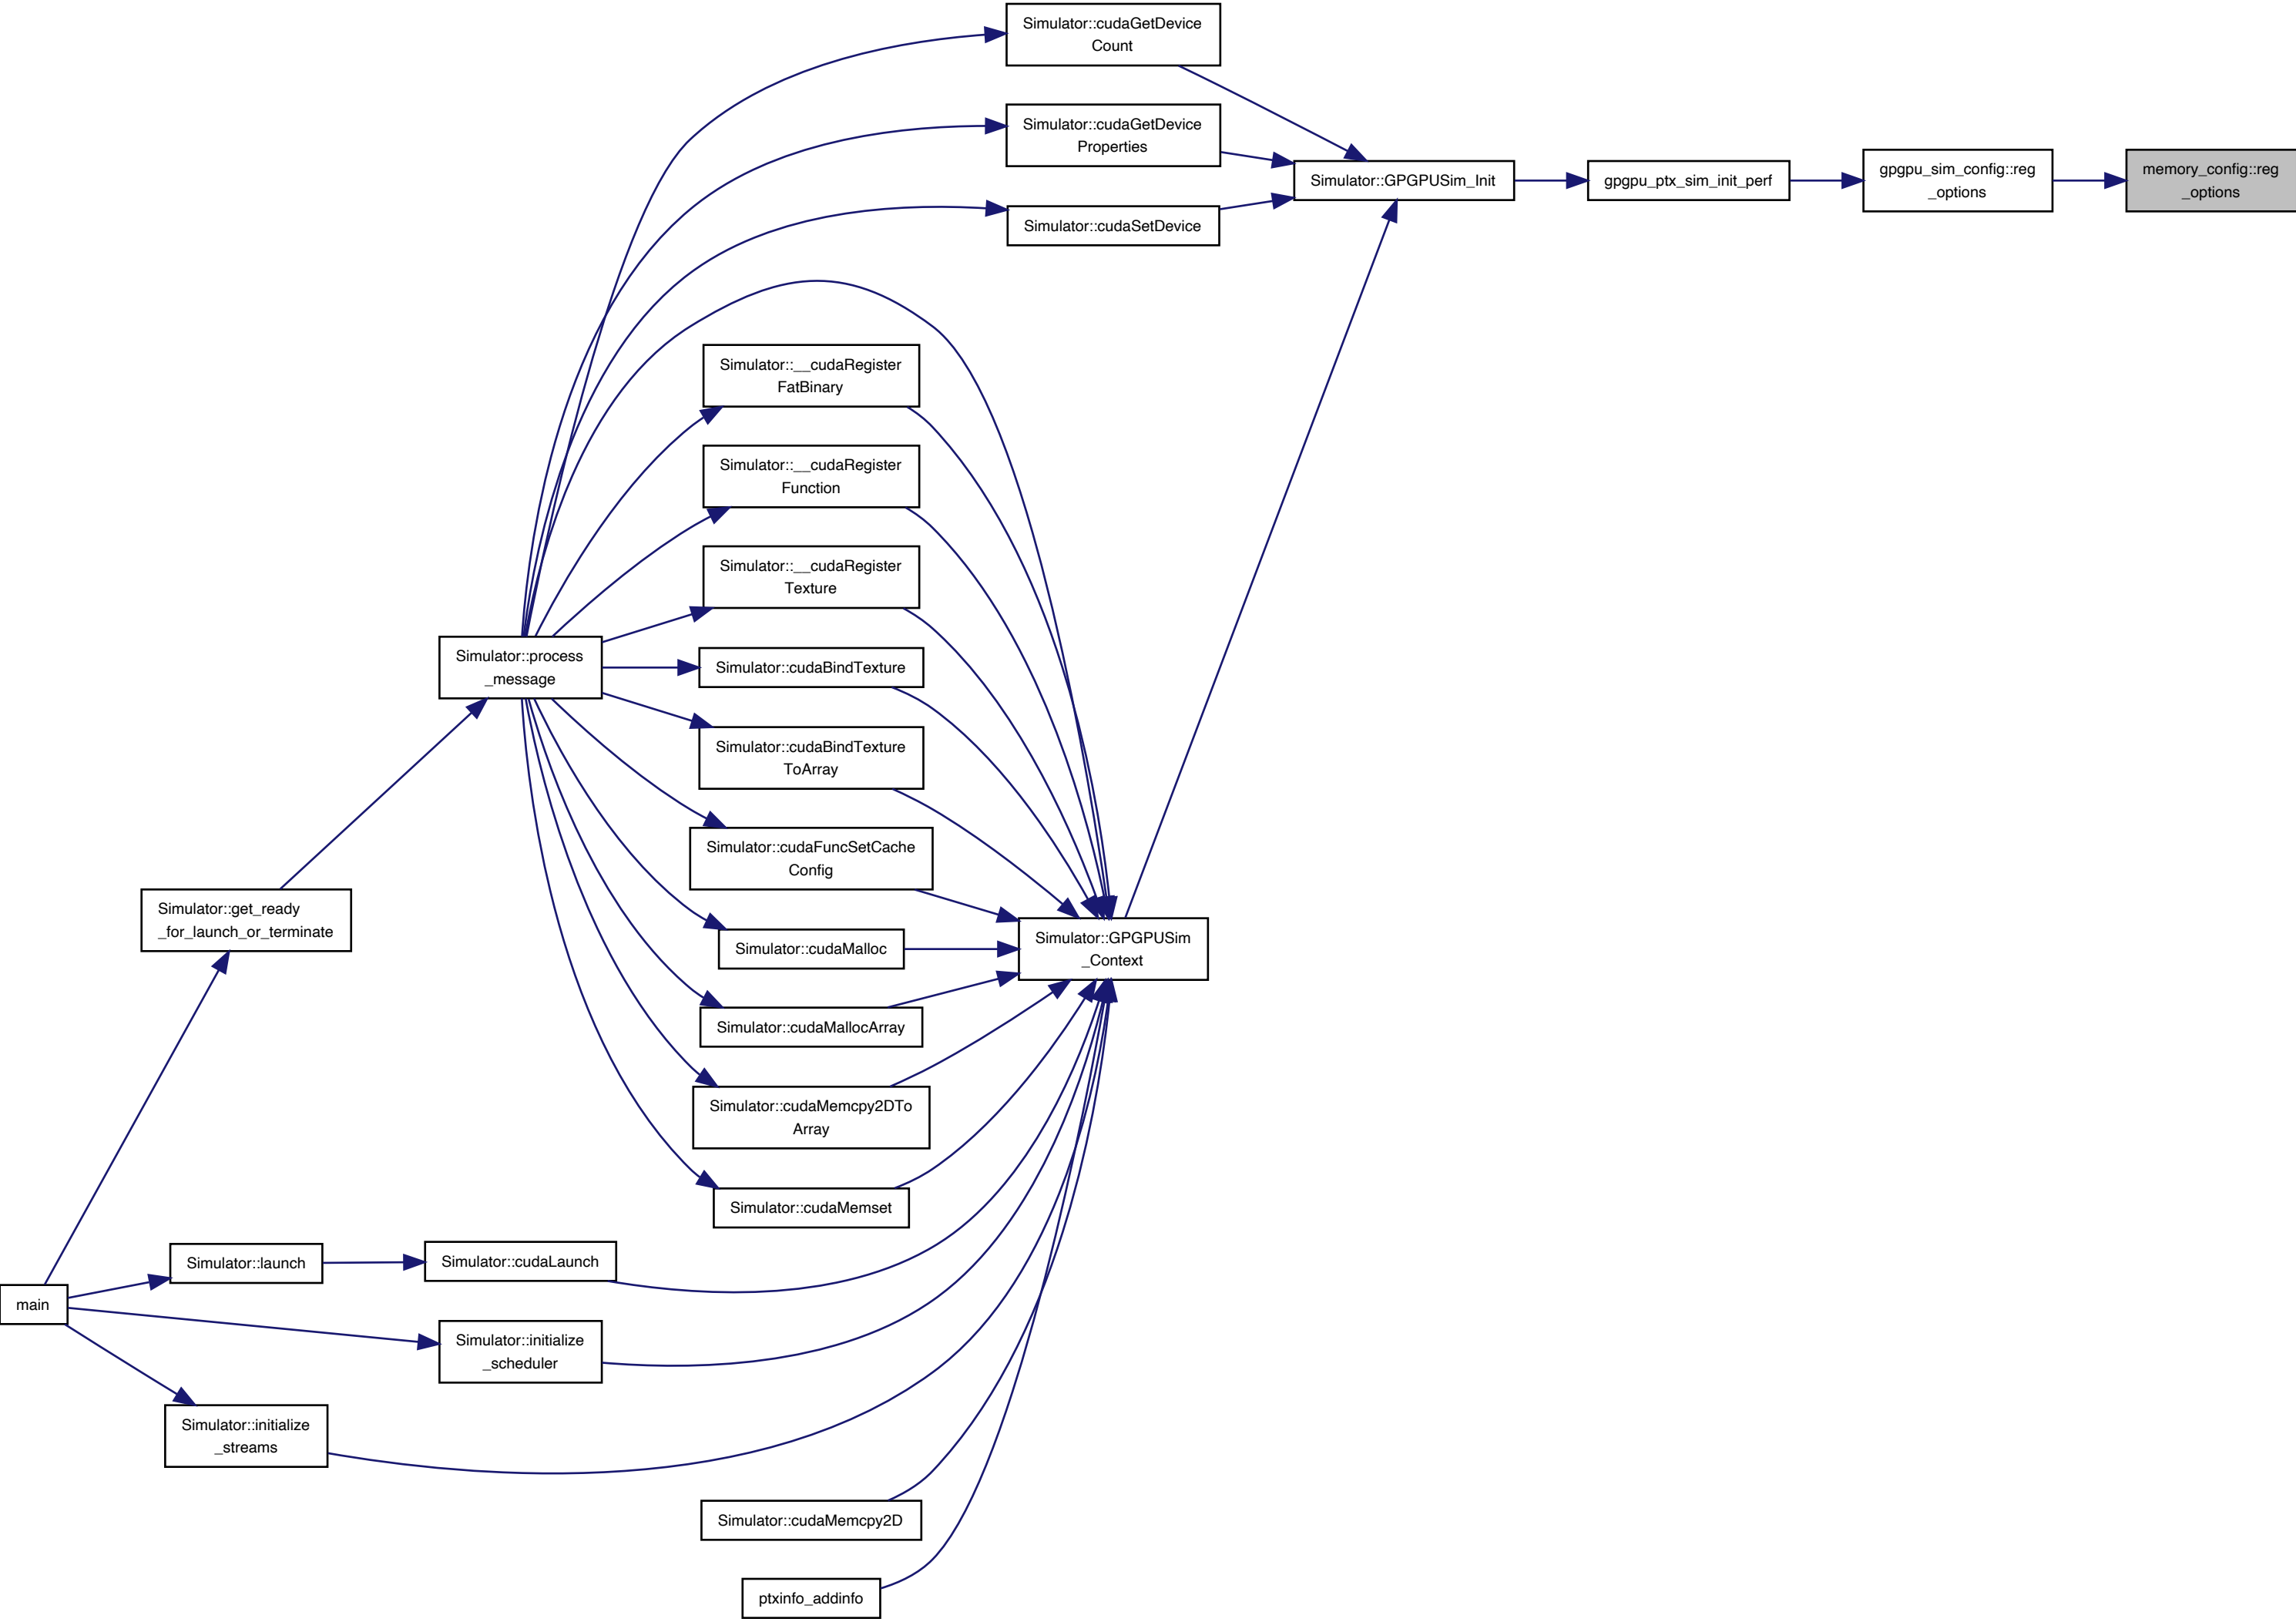 Simulator::cudaGetDevice
Count
Simulator::cudaGetDevice
Properties
Simulator::GPGPUSim_Init
gpgpu_ptx_sim_init_perf
gpgpu_sim_config::reg
_options
memory_config::reg
_options
Simulator::cudaSetDevice
Simulator::__cudaRegister
FatBinary
Simulator::__cudaRegister
Function
Simulator::__cudaRegister
Texture
Simulator::process
_message
Simulator::cudaBindTexture
Simulator::cudaBindTexture
ToArray
Simulator::cudaFuncSetCache
Config
Simulator::get_ready
_for_launch_or_terminate
Simulator::cudaMalloc
Simulator::GPGPUSim
_Context
Simulator::cudaMallocArray
Simulator::cudaMemcpy2DTo
Array
Simulator::cudaMemset
Simulator::launch
Simulator::cudaLaunch
main
Simulator::initialize
_scheduler
Simulator::initialize
_streams
Simulator::cudaMemcpy2D
ptxinfo_addinfo